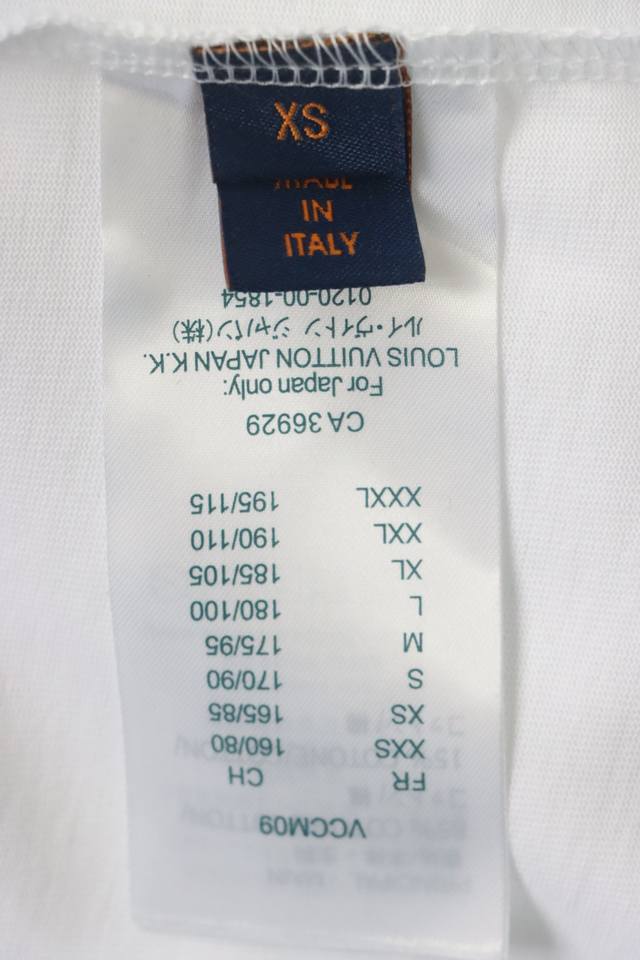 XS
MADE
IN
ITALY
VCCM09
FR CH
XXS 160/80
XS 165/85
S 170/90
M 175/95
L 180/100
XL 185/105
XXL 190/110
XXXL 195/115
CA 36929
For Japan only:
LOUIS VUITTON JAPAN K.K.
ルイ・ヴィトン ジャパン(株)
0120-00-1854